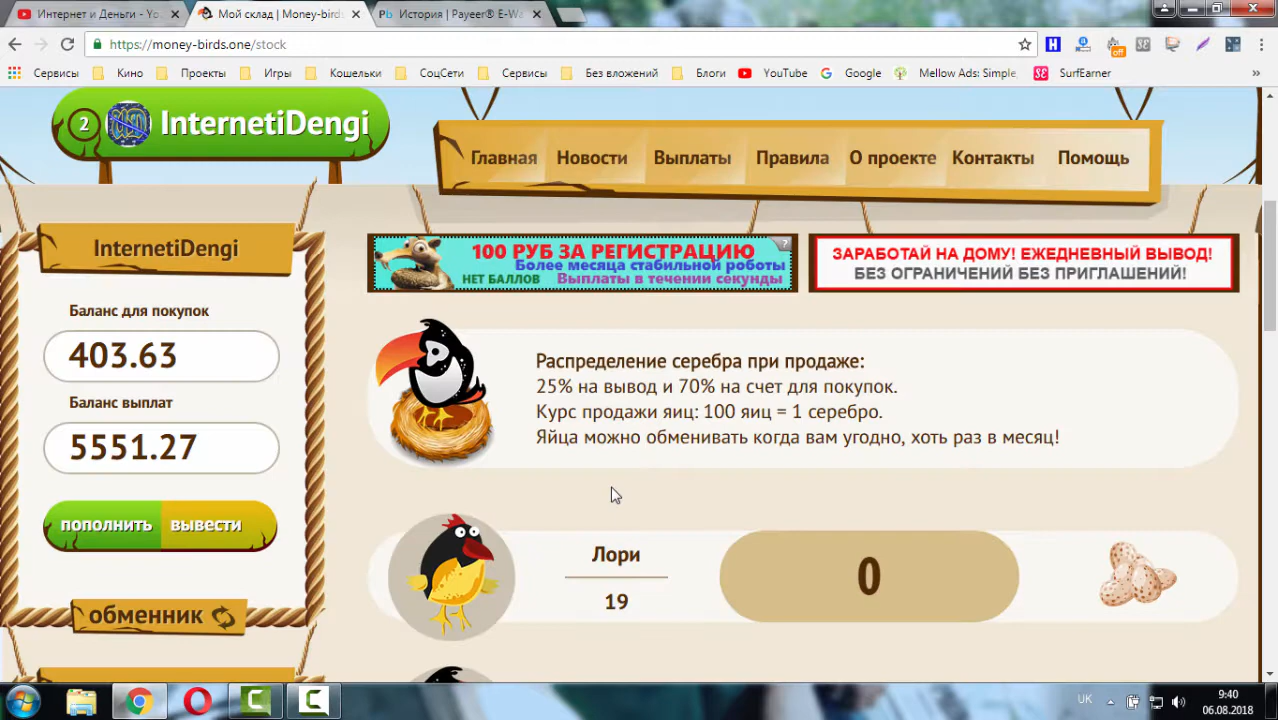 Интернет и Деньги - Yo
Мой склад | Money-birds
История | Payeer® E-Wa
https://money-birds.one/stock
Сервисы Кино Проекты Игры Кошельки СоцСети Сервисы Без вложений Блоги YouTube Google Mellow Ads: Simple, SurfEarner »
2 InternetiDengi
Главная Новости Выплаты Правила О проекте Контакты Помощь
InternetiDengi
Баланс для покупок
403.63
Баланс выплат
5551.27
пополнить вывести
обменник
100 РУБ ЗА РЕГИСТРАЦИЮ
Более месяца стабильной роботы
НЕТ БАЛЛОВ Выплаты в течении секунды
?
ЗАРАБОТАЙ НА ДОМУ! ЕЖЕДНЕВНЫЙ ВЫВОД!
БЕЗ ОГРАНИЧЕНИЙ БЕЗ ПРИГЛАШЕНИЙ!
Распределение серебра при продаже:
25% на вывод и 70% на счет для покупок.
Курс продажи яиц: 100 яиц = 1 серебро.
Яйца можно обменивать когда вам угодно, хоть раз в месяц!
Лори
19
0
UK
9:40
06.08.2018